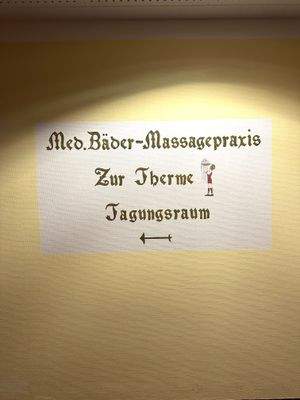 Med. Bäder-Massagepraxis
Zur Therme
Tagungsraum